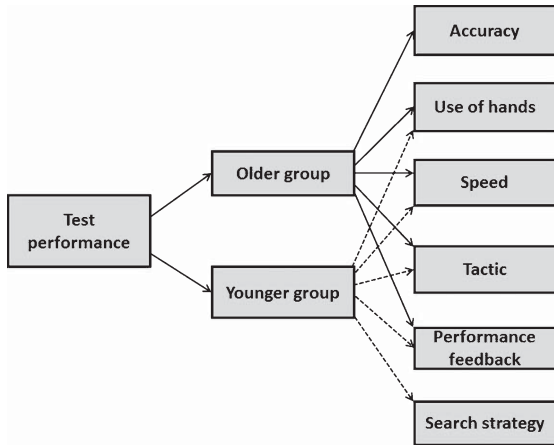 Accuracy
Use of hands
Older group
Speed
Test
performance
Tactic
Younger group
Performance
feedback
Search strategy